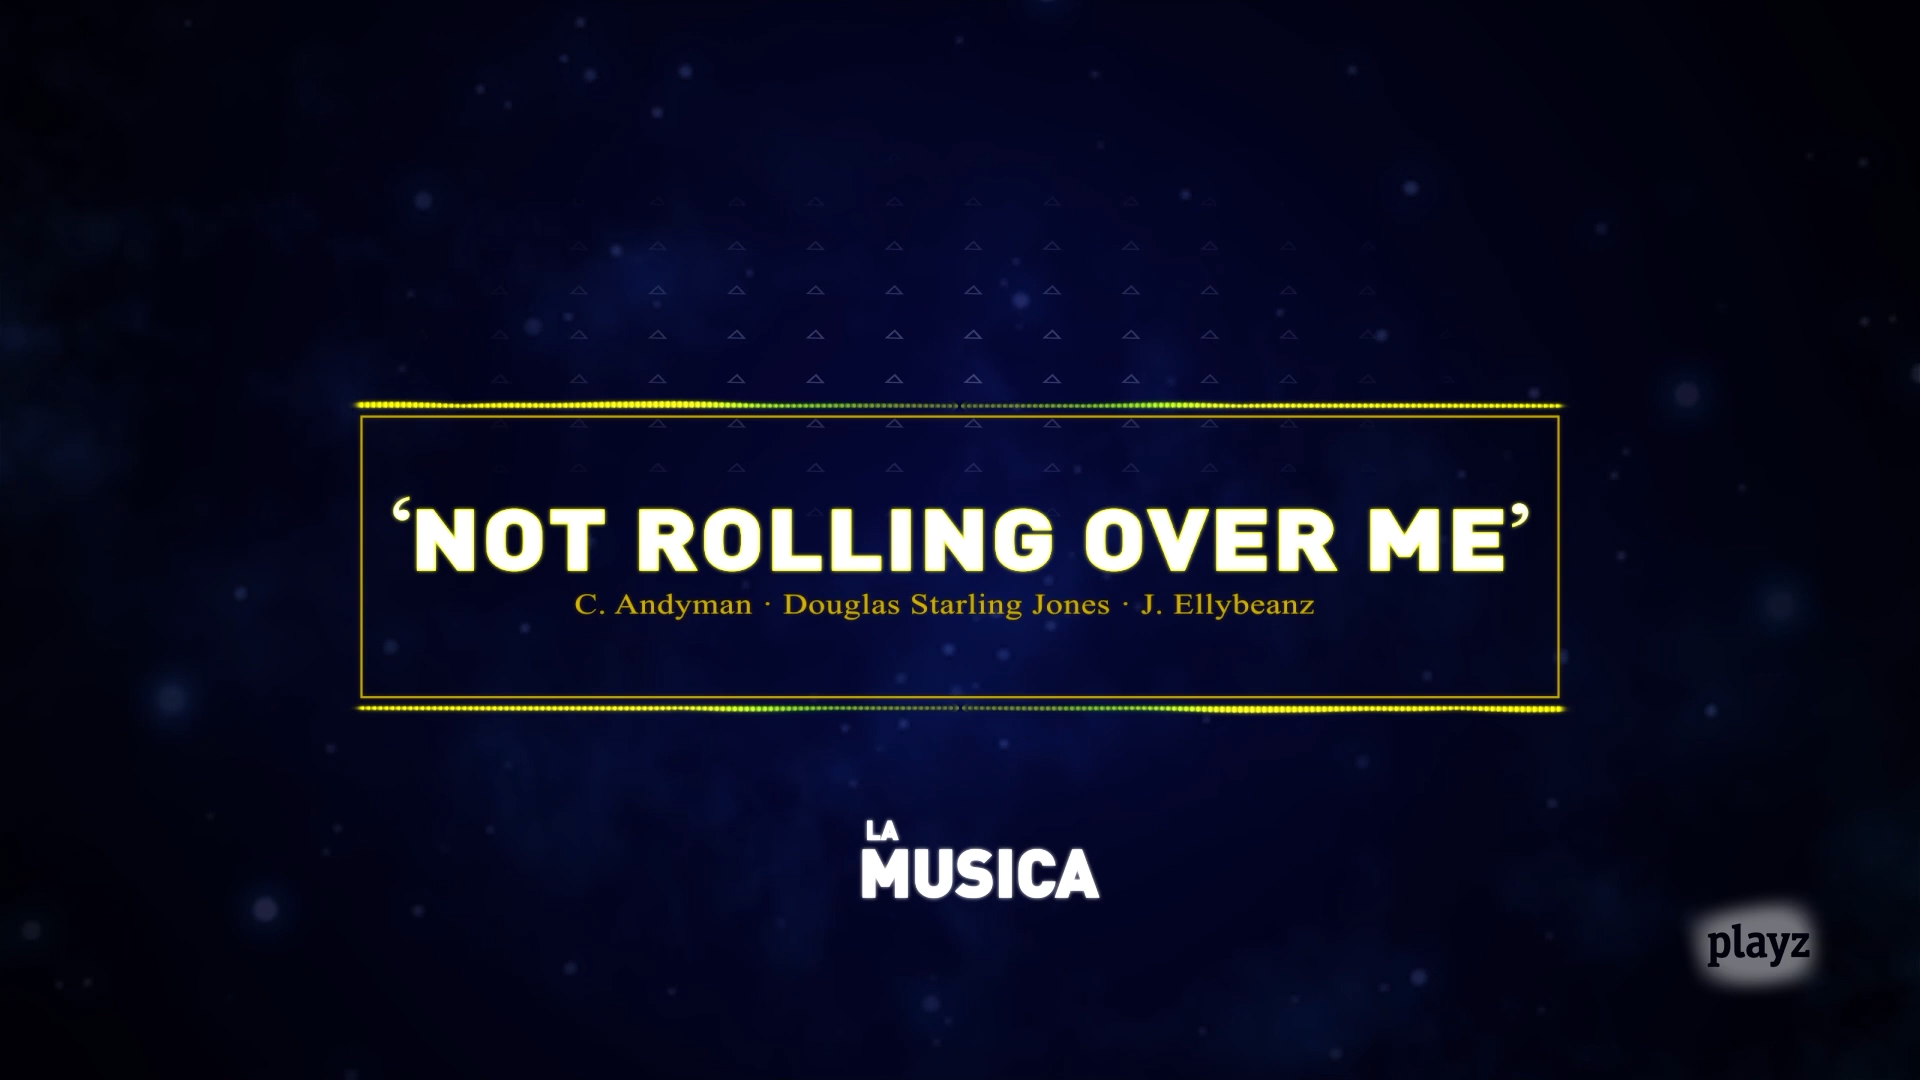 ‘NOT ROLLING OVER ME’
C. Andyman · Douglas Starling Jones · J. Ellybeanz
LA
MUSICA
playz